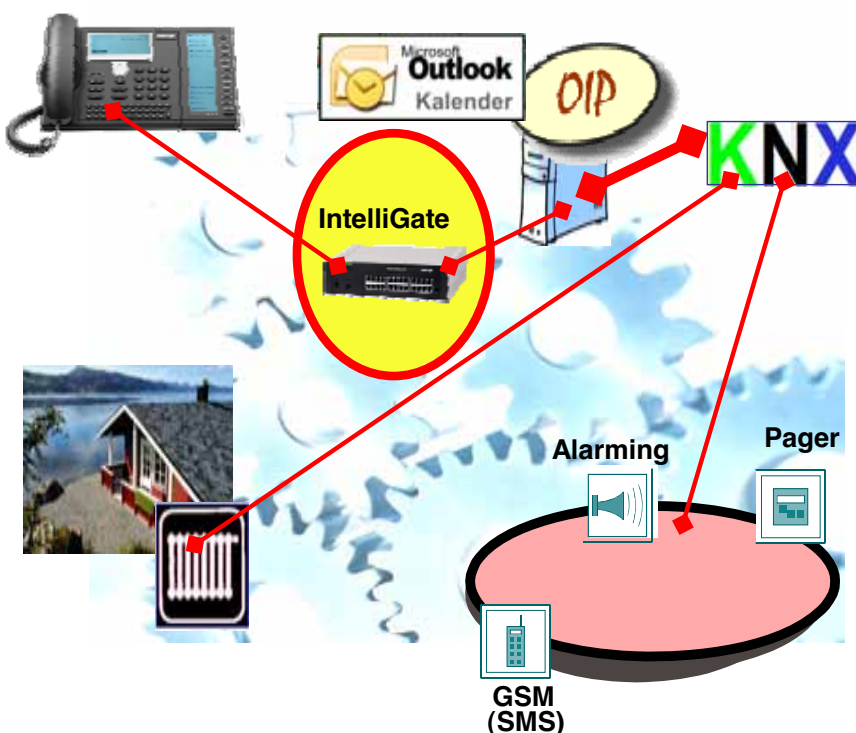 Microsoft
Outlook
Kalender
OIP
KNX
IntelliGate
Alarming
Pager
GSM
(SMS)